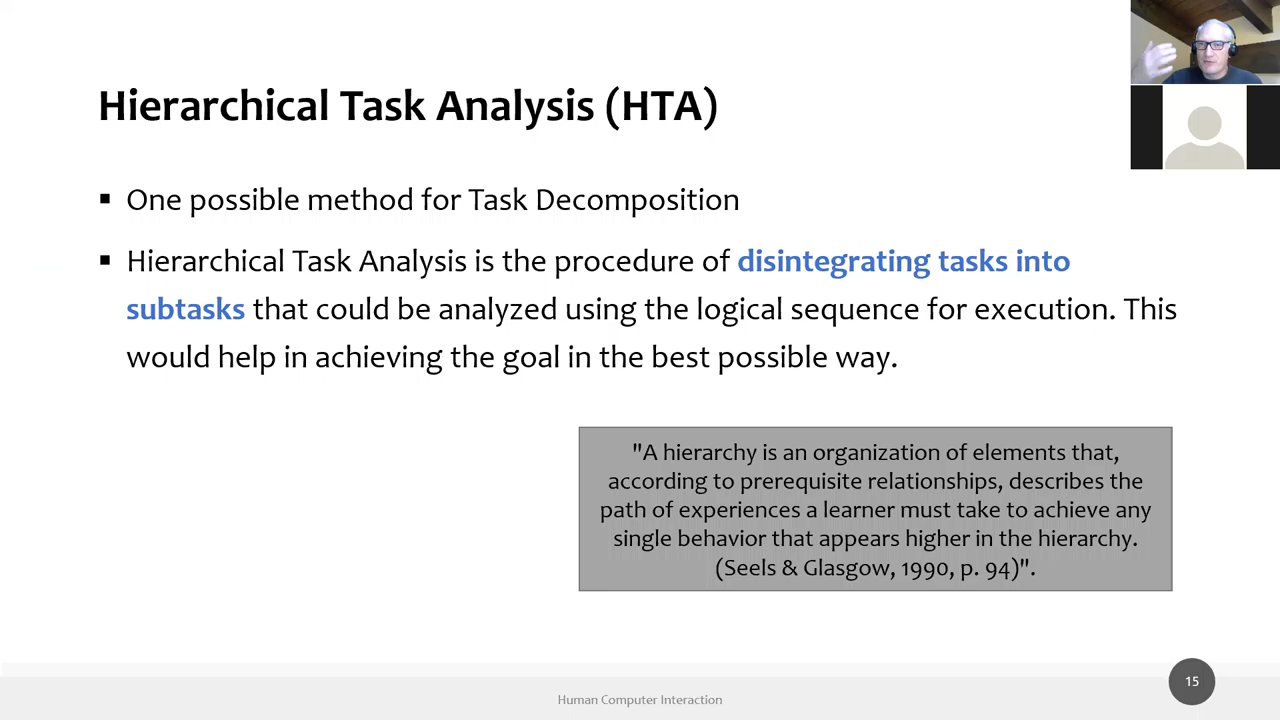 Hierarchical Task Analysis (HTA)
▪ One possible method for Task Decomposition
▪ Hierarchical Task Analysis is the procedure of disintegrating tasks into
subtasks that could be analyzed using the logical sequence for execution. This
would help in achieving the goal in the best possible way.
"A hierarchy is an organization of elements that,
according to prerequisite relationships, describes the
path of experiences a learner must take to achieve any
single behavior that appears higher in the hierarchy.
(Seels & Glasgow, 1990, p. 94)".
Human Computer Interaction
15